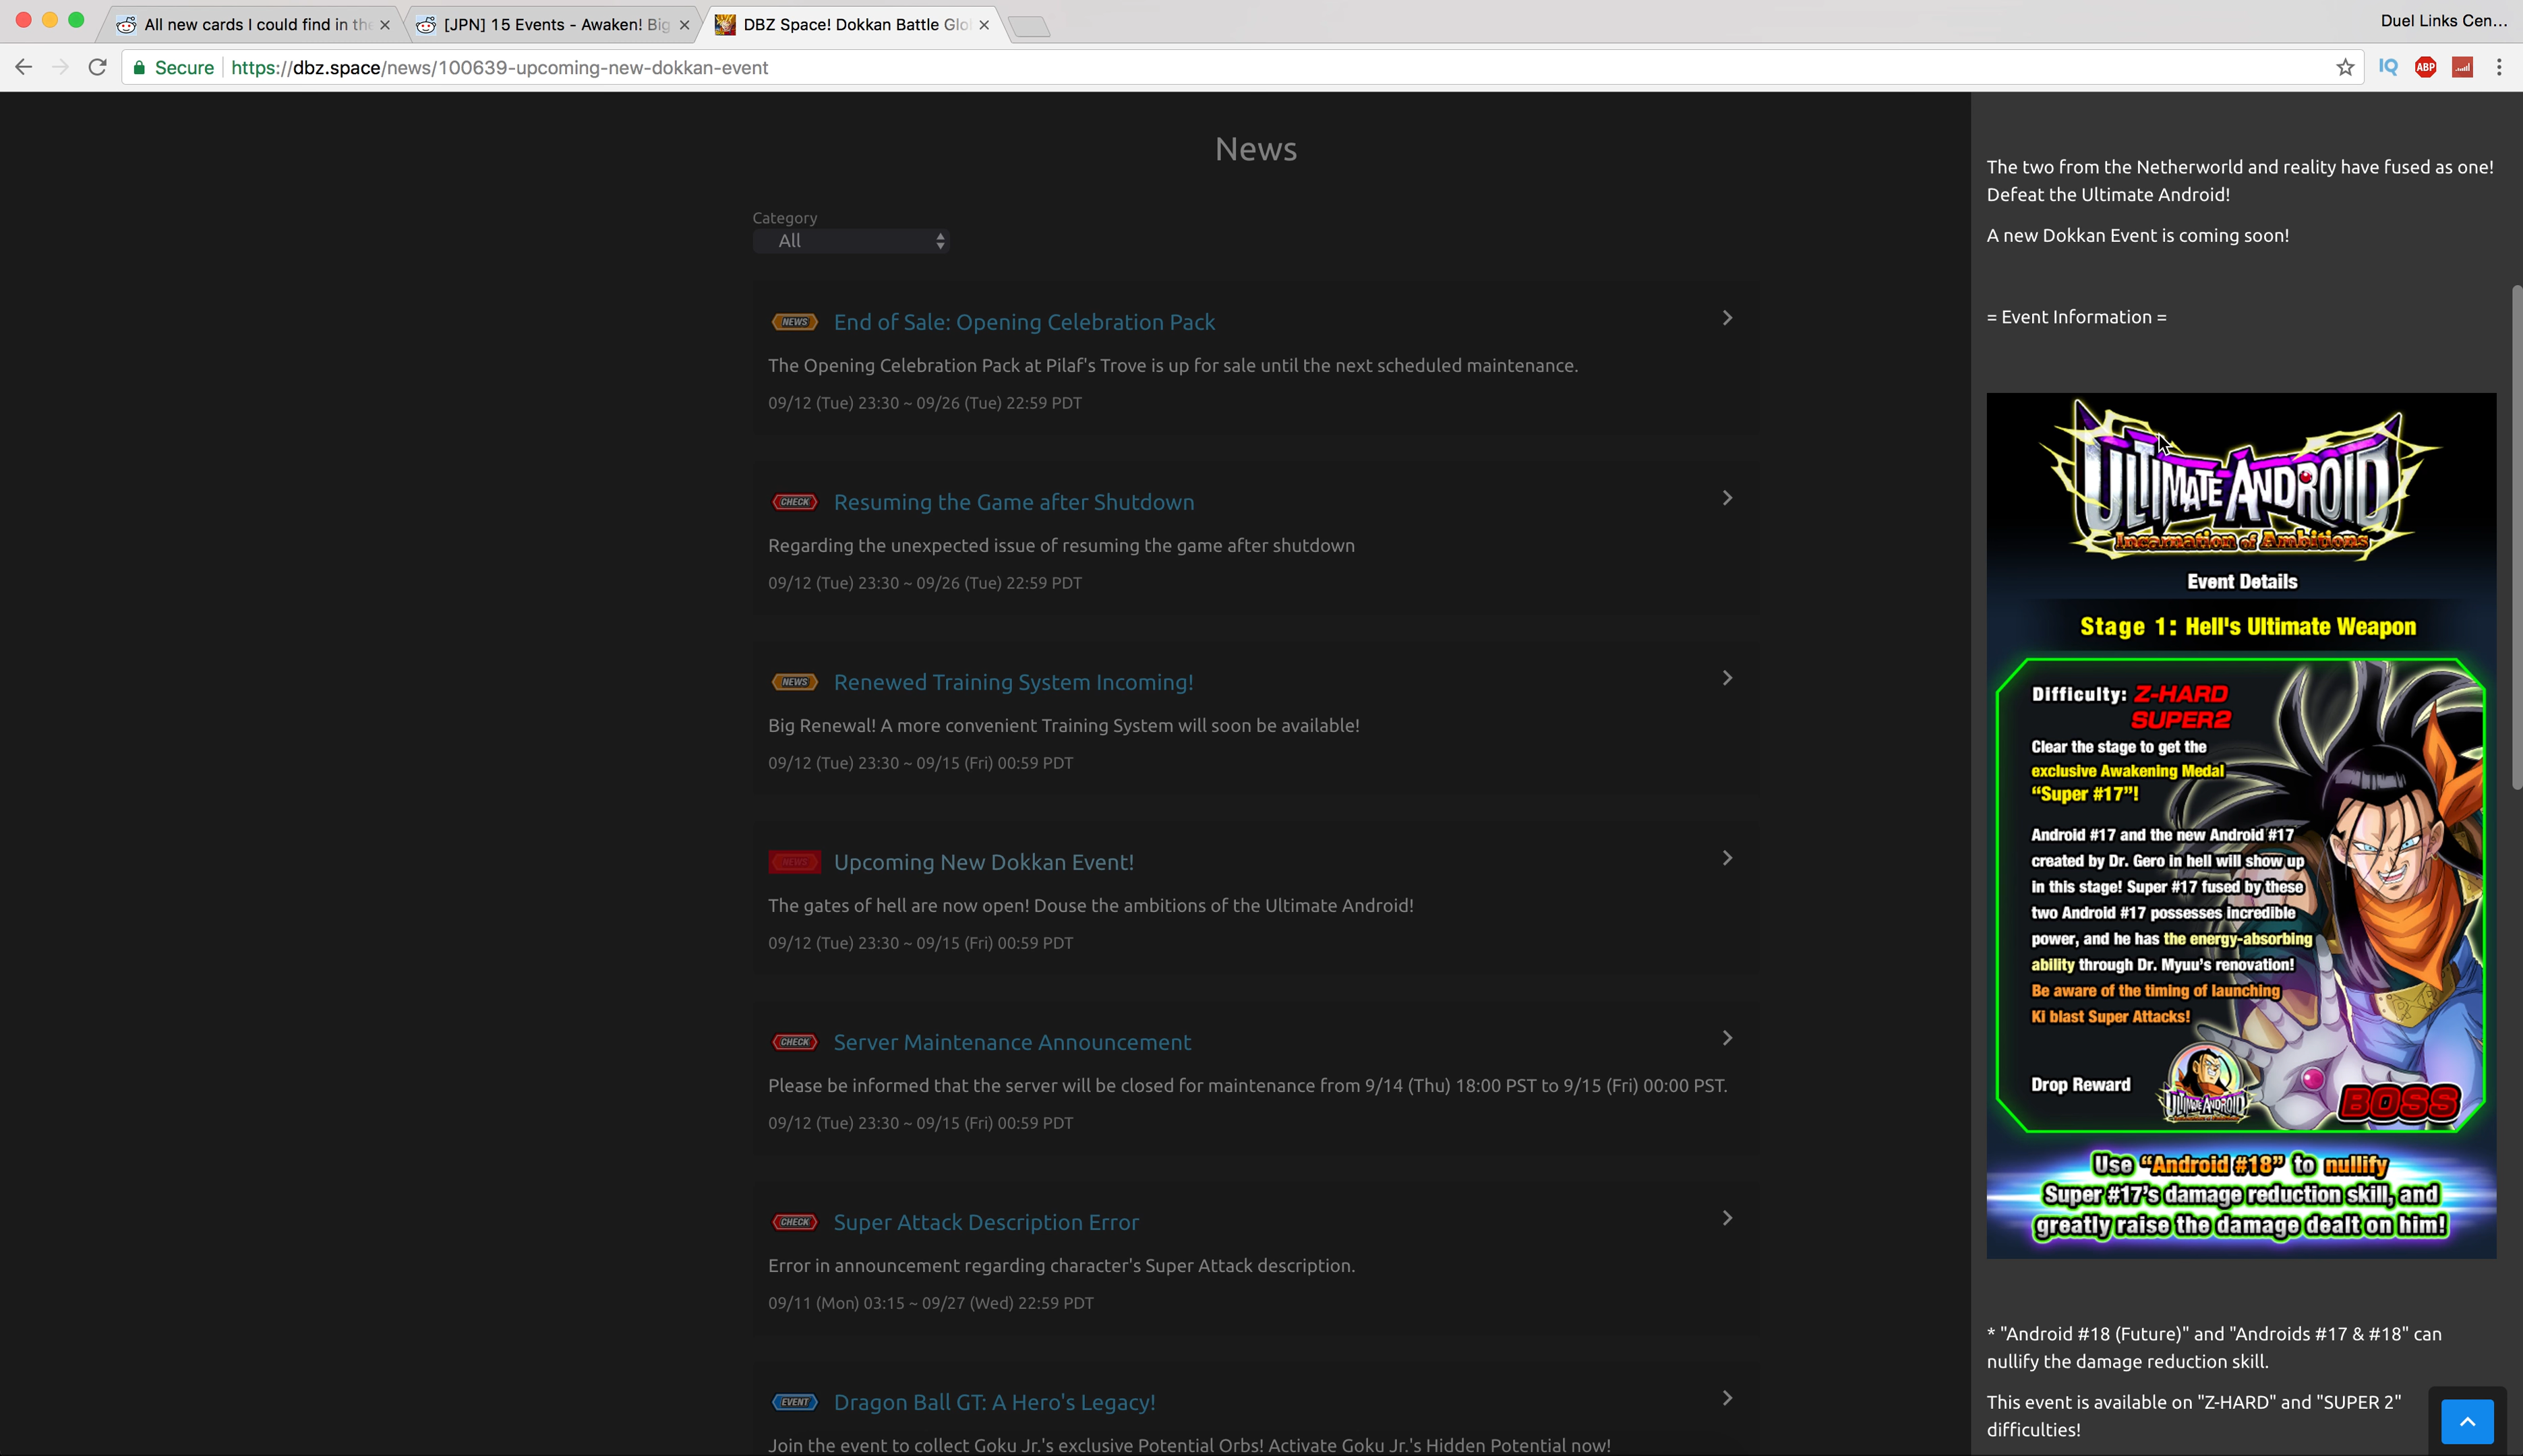 All new cards I could find in the
[JPN] 15 Events - Awaken! Big
DBZ Space! Dokkan Battle Glo
Duel Links Cen...
Secure
https://dbz.space/news/100639-upcoming-new-dokkan-event
IQ
ABP
News
Category
All
NEWS End of Sale: Opening Celebration Pack
The Opening Celebration Pack at Pilaf's Trove is up for sale until the next scheduled maintenance.
09/12 (Tue) 23:30 ~ 09/26 (Tue) 22:59 PDT
CHECK Resuming the Game after Shutdown
Regarding the unexpected issue of resuming the game after shutdown
09/12 (Tue) 23:30 ~ 09/26 (Tue) 22:59 PDT
NEWS Renewed Training System Incoming!
Big Renewal! A more convenient Training System will soon be available!
09/12 (Tue) 23:30 ~ 09/15 (Fri) 00:59 PDT
NEWS Upcoming New Dokkan Event!
The gates of hell are now open! Douse the ambitions of the Ultimate Android!
09/12 (Tue) 23:30 ~ 09/15 (Fri) 00:59 PDT
CHECK Server Maintenance Announcement
Please be informed that the server will be closed for maintenance from 9/14 (Thu) 18:00 PST to 9/15 (Fri) 00:00 PST.
09/12 (Tue) 23:30 ~ 09/15 (Fri) 00:59 PDT
CHECK Super Attack Description Error
Error in announcement regarding character's Super Attack description.
09/11 (Mon) 03:15 ~ 09/27 (Wed) 22:59 PDT
EVENT Dragon Ball GT: A Hero's Legacy!
Join the event to collect Goku Jr.'s exclusive Potential Orbs! Activate Goku Jr.'s Hidden Potential now!
The two from the Netherworld and reality have fused as one!
Defeat the Ultimate Android!
A new Dokkan Event is coming soon!
= Event Information =
ULTIMATE ANDROID
Incarnation of Ambitions
Event Details
Stage 1: Hell's Ultimate Weapon
Difficulty: Z-HARD
SUPER2
Clear the stage to get the
exclusive Awakening Medal
“Super #17”!
Android #17 and the new Android #17
created by Dr. Gero in hell will show up
in this stage! Super #17 fused by these
two Android #17 possesses incredible
power, and he has the energy-absorbing
ability through Dr. Myuu's renovation!
Be aware of the timing of launching
Ki blast Super Attacks!
Drop Reward
ULTIMATE ANDROID
BOSS
Use “Android #18” to nullify
Super #17's damage reduction skill, and
greatly raise the damage dealt on him!
* "Android #18 (Future)" and "Androids #17 & #18" can
nullify the damage reduction skill.
This event is available on "Z-HARD" and "SUPER 2"
difficulties!